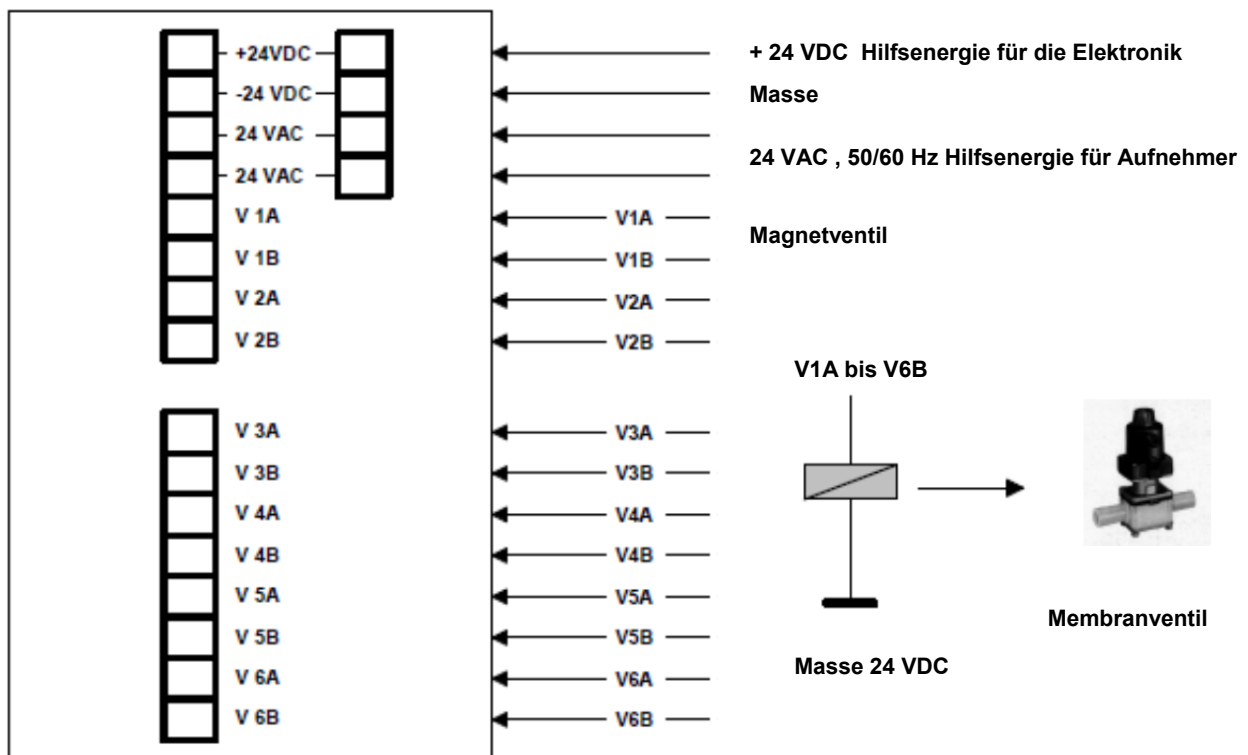 +24VDC
+ 24 VDC Hilfsenergie für die Elektronik
-24 VDC
Masse
24 VAC
24 VAC , 50/60 Hz Hilfsenergie für Aufnehmer
24 VAC
V 1A
V1A
Magnetventil
V 1B
V1B
V 2A
V2A
V 2B
V2B
V1A bis V6B
V 3A
V3A
V 3B
V3B
V 4A
V4A
V 4B
V4B
V 5A
V5A
V 5B
V5B
Membranventil
V 6A
V6A
Masse 24 VDC
V 6B
V6B